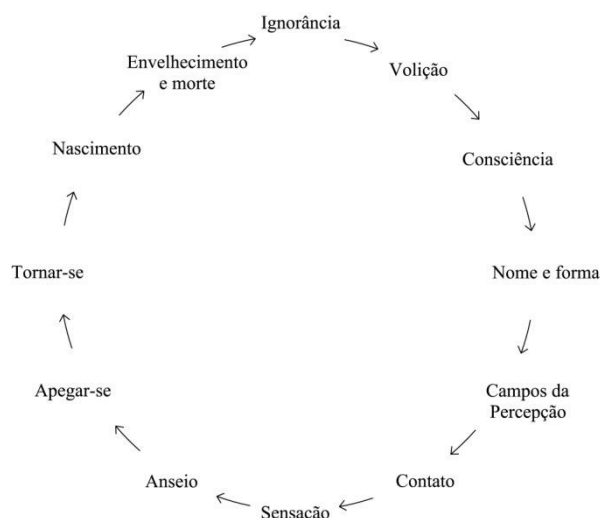 Ignorância
Volição
Consciência
Nome e forma
Campos da
Percepção
Contato
Sensação
Anseio
Apegar-se
Tornar-se
Nascimento
Envelhecimento
e morte